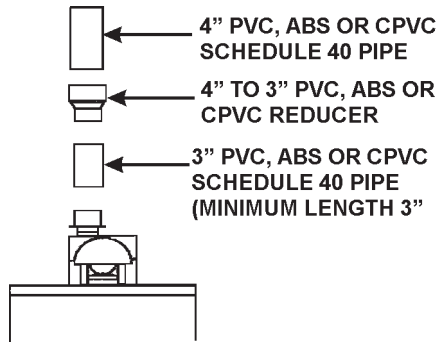 4” PVC, ABS OR CPVC
SCHEDULE 40 PIPE
4” TO 3” PVC, ABS OR
CPVC REDUCER
3” PVC, ABS OR CPVC
SCHEDULE 40 PIPE
(MINIMUM LENGTH 3”